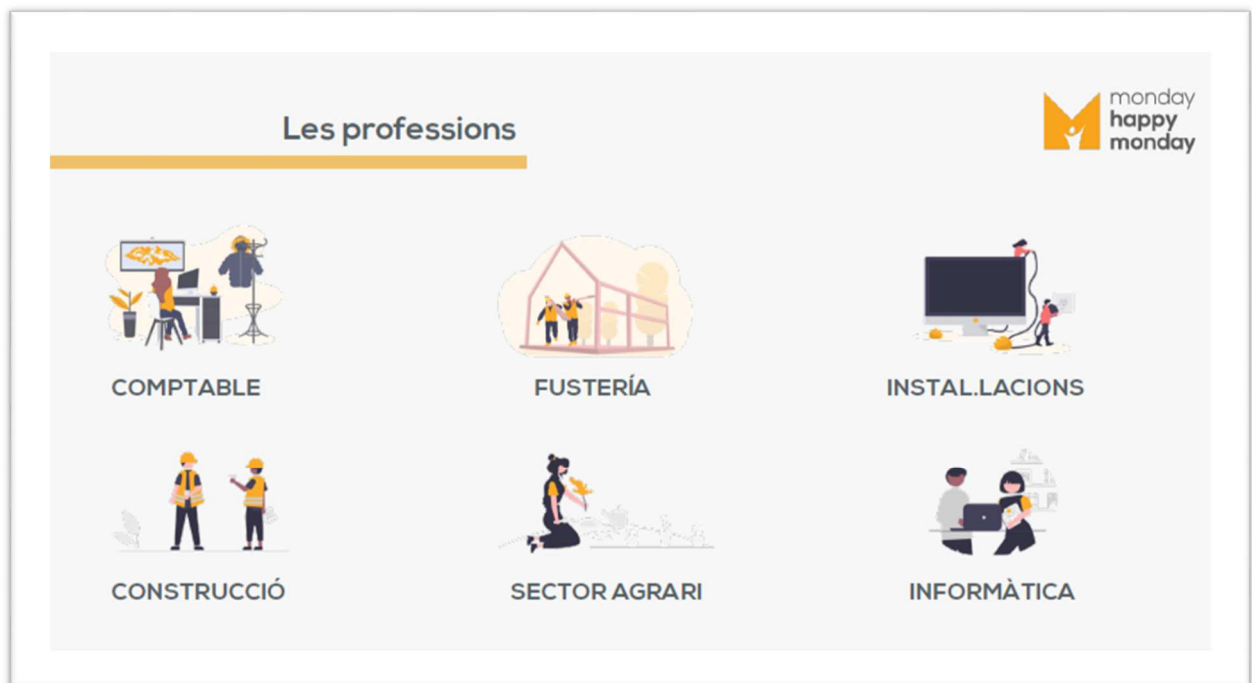 Les professions
monday
happy
monday
COMPTABLE
FUSTERÍA
INSTAL.LACIONS
CONSTRUCCIÓ
SECTOR AGRARI
INFORMÀTICA